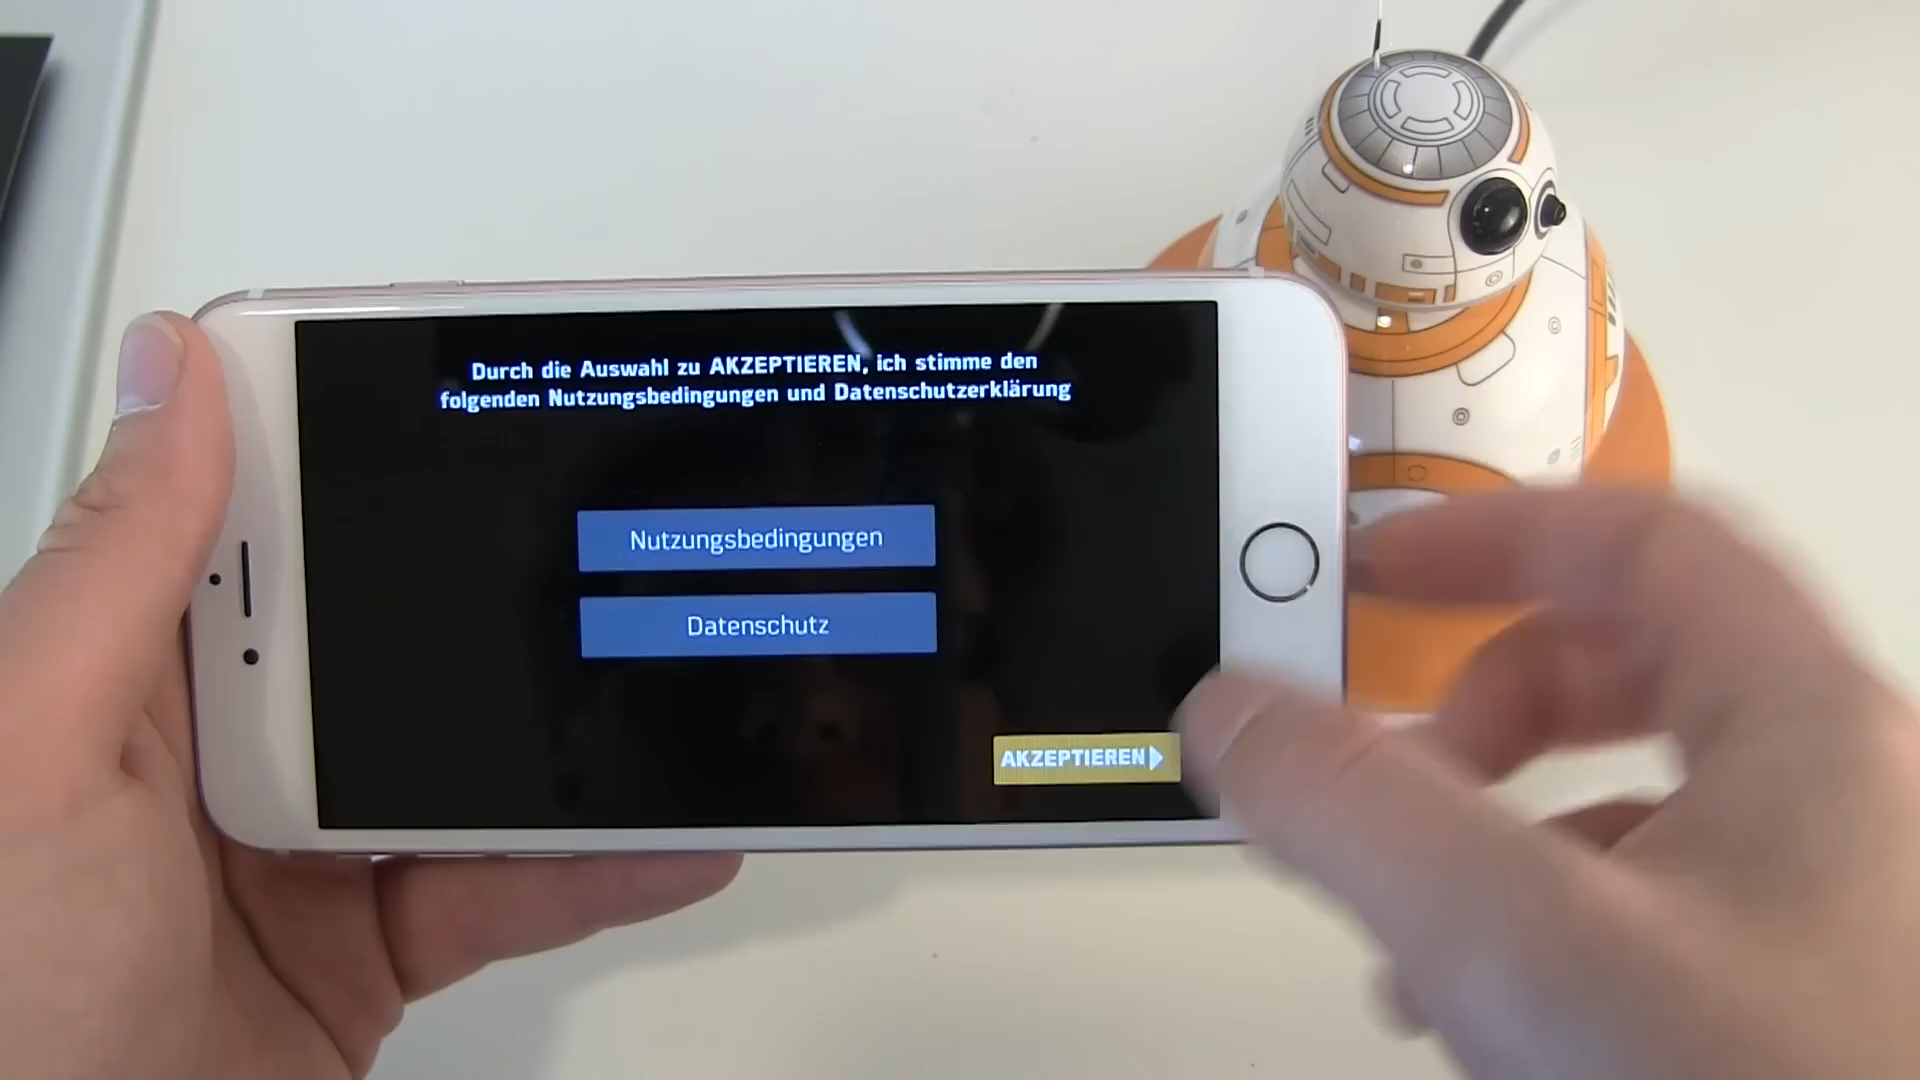 Durch die Auswahl zu AKZEPTIEREN, ich stimme den
folgenden Nutzungsbedingungen und Datenschutzerklärung
Nutzungsbedingungen
Datenschutz
AKZEPTIEREN